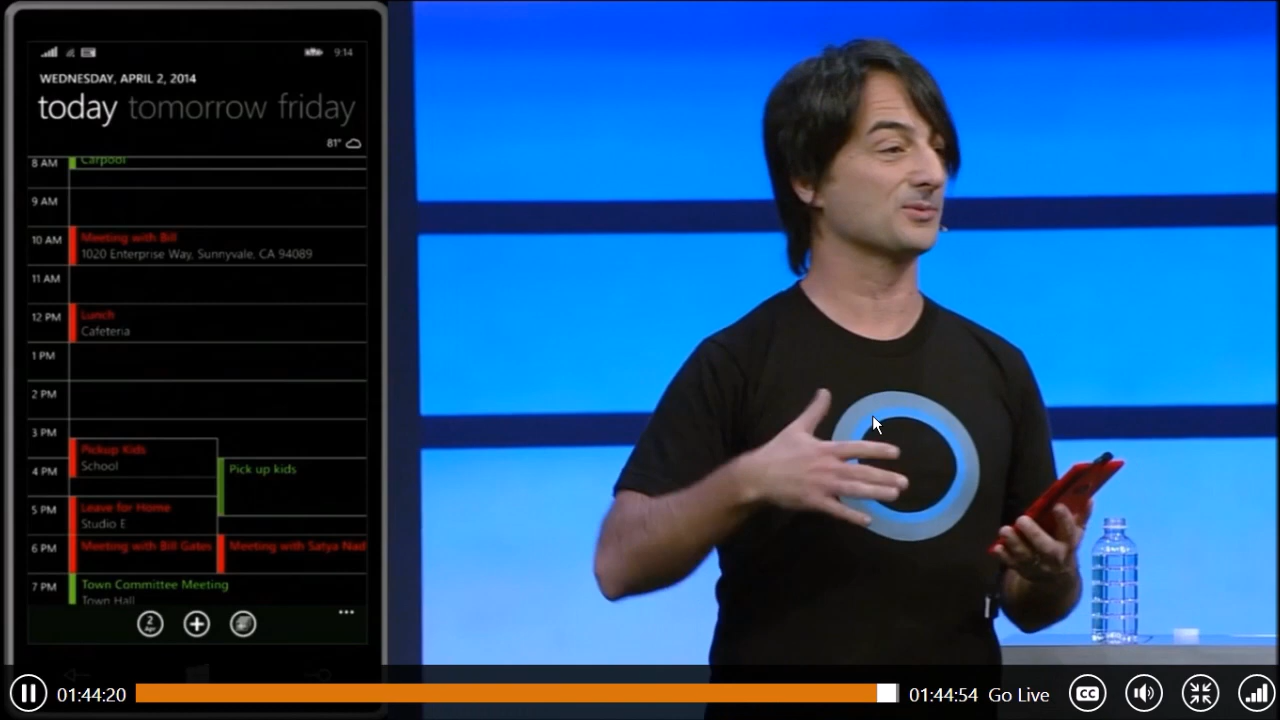 9:14
WEDNESDAY, APRIL 2, 2014
today tomorrow friday
81°
8 AM Carpool
9 AM
10 AM Meeting with Bill
1020 Enterprise Way, Sunnyvale, CA 94089
11 AM
12 PM Lunch
Cafeteria
1 PM
2 PM
3 PM
Pickup Kids
School
4 PM Pick up kids
5 PM Leave for Home
Studio E
6 PM Meeting with Bill Gates Meeting with Satya Nad
7 PM Town Committee Meeting
Town Hall
2
Apr
01:44:20 01:44:54 Go Live CC